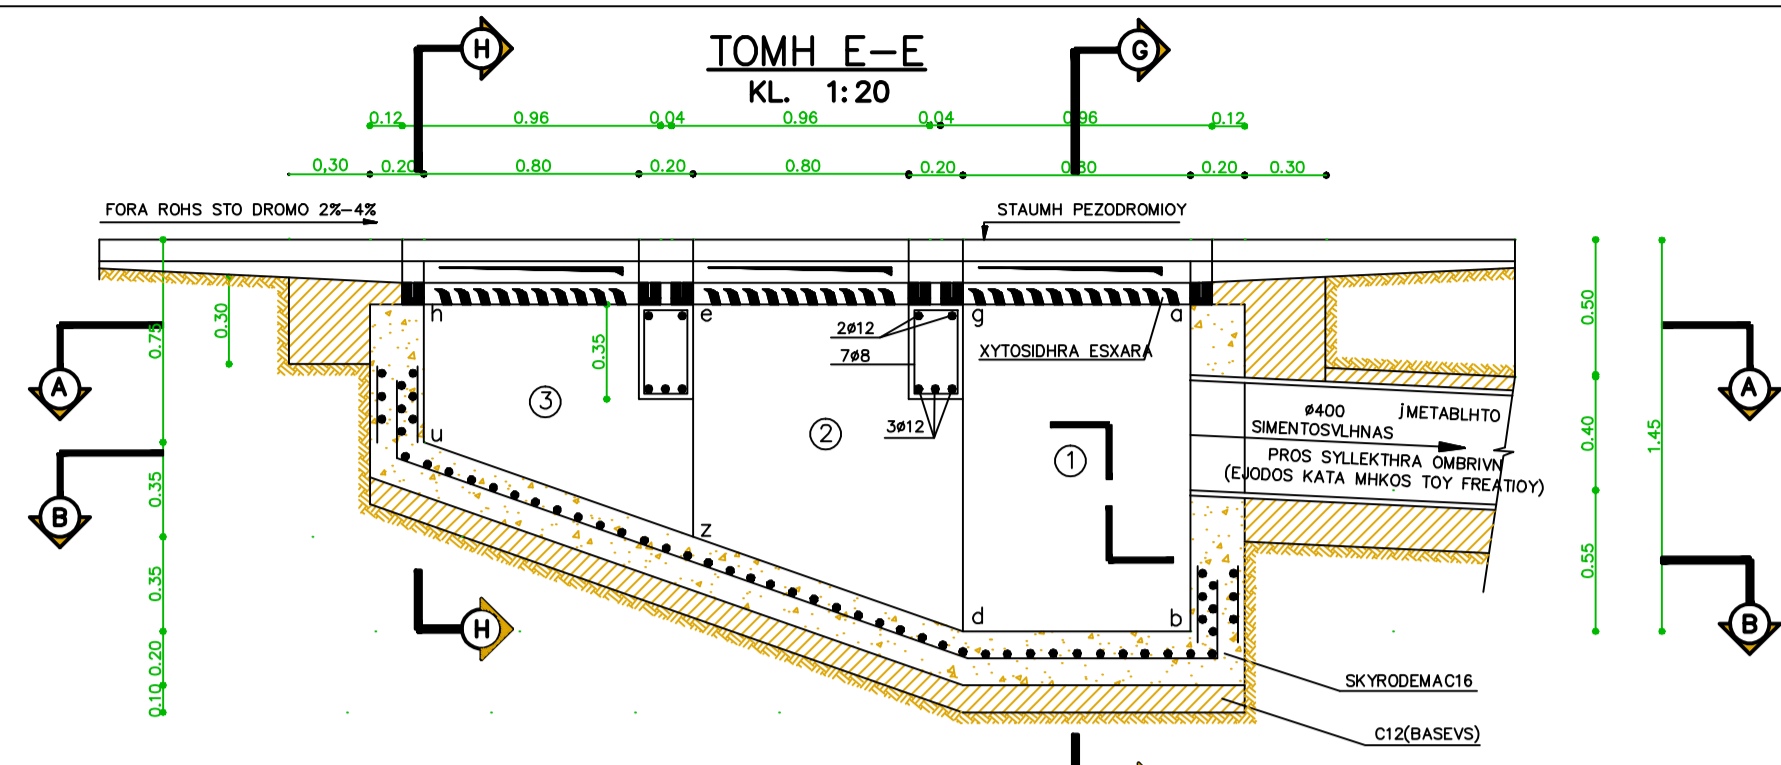 H
TOMH E-E
G
KL. 1:20
0.12 0.96 0.04 0.96 0.04 0.96 0.12
0,30 0.20 0.80 0.20 0.80 0.20 0.80 0.20 0.30
FORA ROHS STO DROMO 2%-4%
STAUMH PEZODROMIOY
h e g a
0.75
0.30
0.35
2ø12
7ø8
XYTOSIDHRA ESXARA
0.50
A
A
3
2
1
3ø12
ø400 jMETABLHTO
SIMENTOSVLHNAS
PROS SYLLEKTHRA OMBRIVN
(EJODOS KATA MHKOS TOY FREATIOY)
0.40
1.45
u
B
0.35
z
0.35
0.55
d b
H
B
0.20
0.10
SKYRODEMAC16
C12(BASEVS)